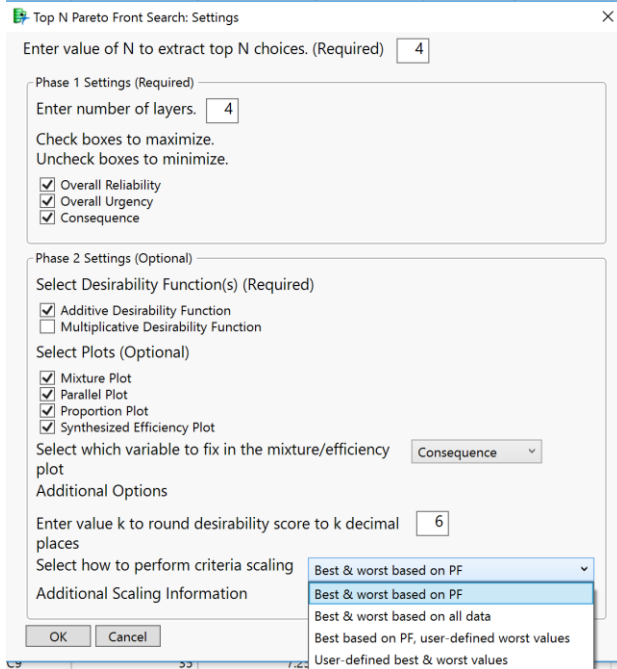 Top N Pareto Front Search: Settings
Enter value of N to extract top N choices. (Required) 4
Phase 1 Settings (Required)
Enter number of layers. 4
Check boxes to maximize.
Uncheck boxes to minimize.
Overall Reliability
Overall Urgency
Consequence
Phase 2 Settings (Optional)
Select Desirability Function(s) (Required)
Additive Desirability Function
Multiplicative Desirability Function
Select Plots (Optional)
Mixture Plot
Parallel Plot
Proportion Plot
Synthesized Efficiency Plot
Select which variable to fix in the mixture/efficiency Consequence
plot
Additional Options
Enter value k to round desirability score to k decimal 6
places
Select how to perform criteria scaling Best & worst based on PF
Additional Scaling Information Best & worst based on PF
Best & worst based on all data
OK Cancel Best based on PF, user-defined worst values
User-defined best & worst values